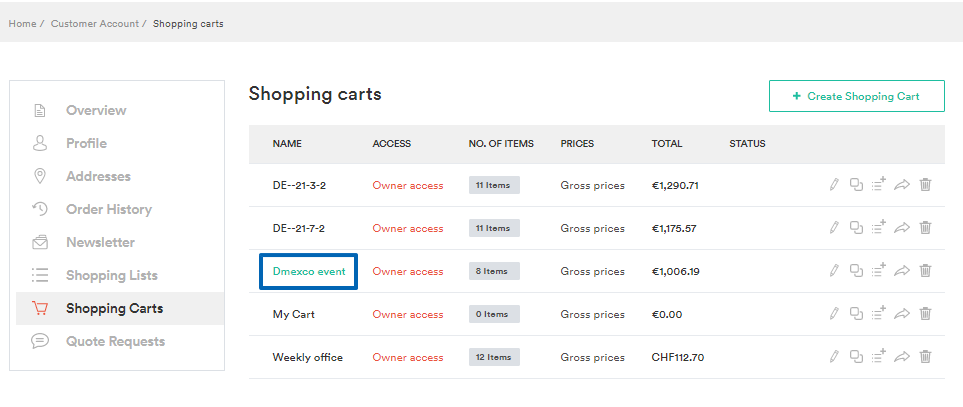 Home / Customer Account / Shopping carts
Overview
Profile
Addresses
Order History
Newsletter
Shopping Lists
Shopping Carts
Quote Requests
Shopping carts
+ Create Shopping Cart
NAME ACCESS NO. OF ITEMS PRICES TOTAL STATUS
DE--21-3-2 Owner access 11 Items Gross prices €1,290.71
DE--21-7-2 Owner access 11 Items Gross prices €1,175.57
Dmexco event Owner access 8 Items Gross prices €1,006.19
My Cart Owner access 0 Items Gross prices €0.00
Weekly office Owner access 12 Items Gross prices CHF112.70